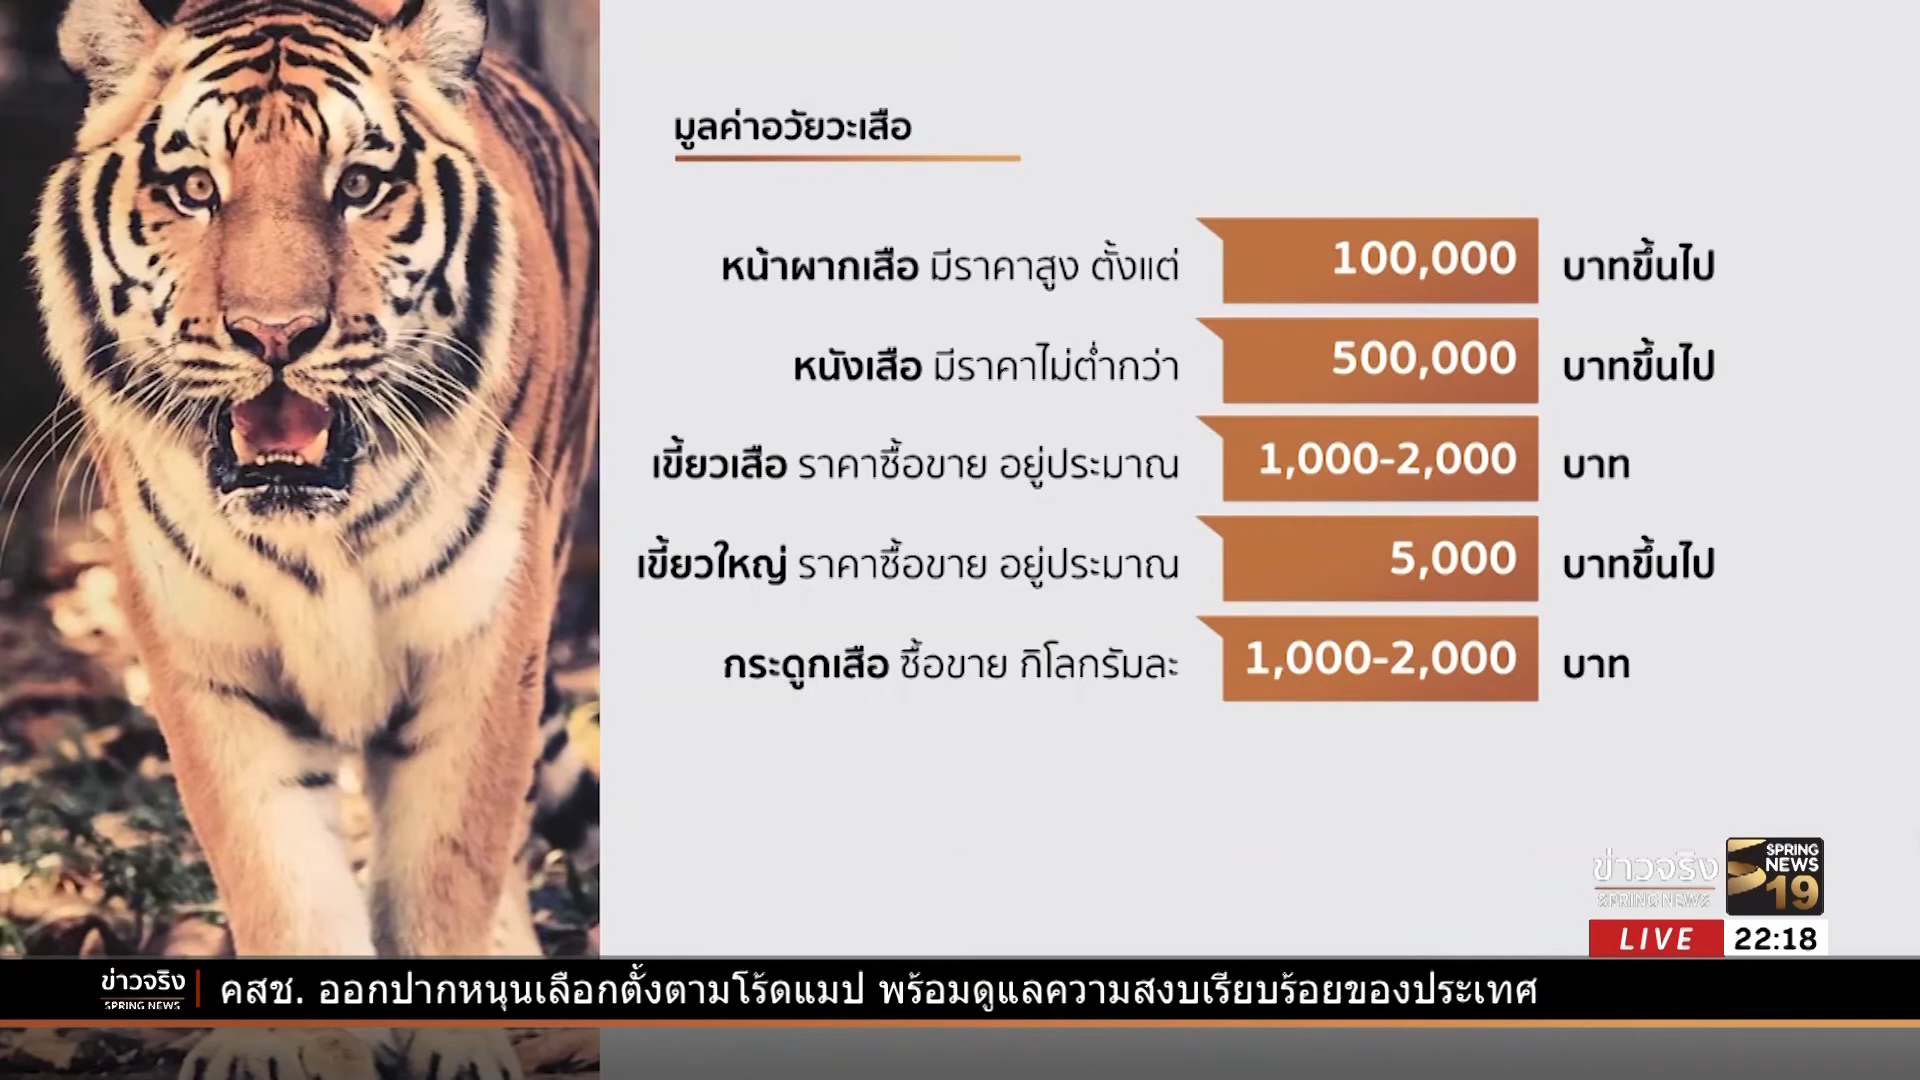 มูลค่าอวัยวะเสือ
หน้าผากเสือ มีราคาสูง ตั้งแต่ 100,000 บาทขึ้นไป
หนังเสือ มีราคาไม่ต่ำกว่า 500,000 บาทขึ้นไป
เขี้ยวเสือ ราคาซื้อขาย อยู่ประมาณ 1,000-2,000 บาท
เขี้ยวใหญ่ ราคาซื้อขาย อยู่ประมาณ 5,000 บาทขึ้นไป
กระดูกเสือ ซื้อขาย กิโลกรัมละ 1,000-2,000 บาท
ข่าวจริง
SPRING NEWS
SPRING
NEWS
19
LIVE 22:18
ข่าวจริง
SPRING NEWS
คสช. ออกปากหนุนเลือกตั้งตามโร้ดแมป พร้อมดูแลความสงบเรียบร้อยของประเทศ